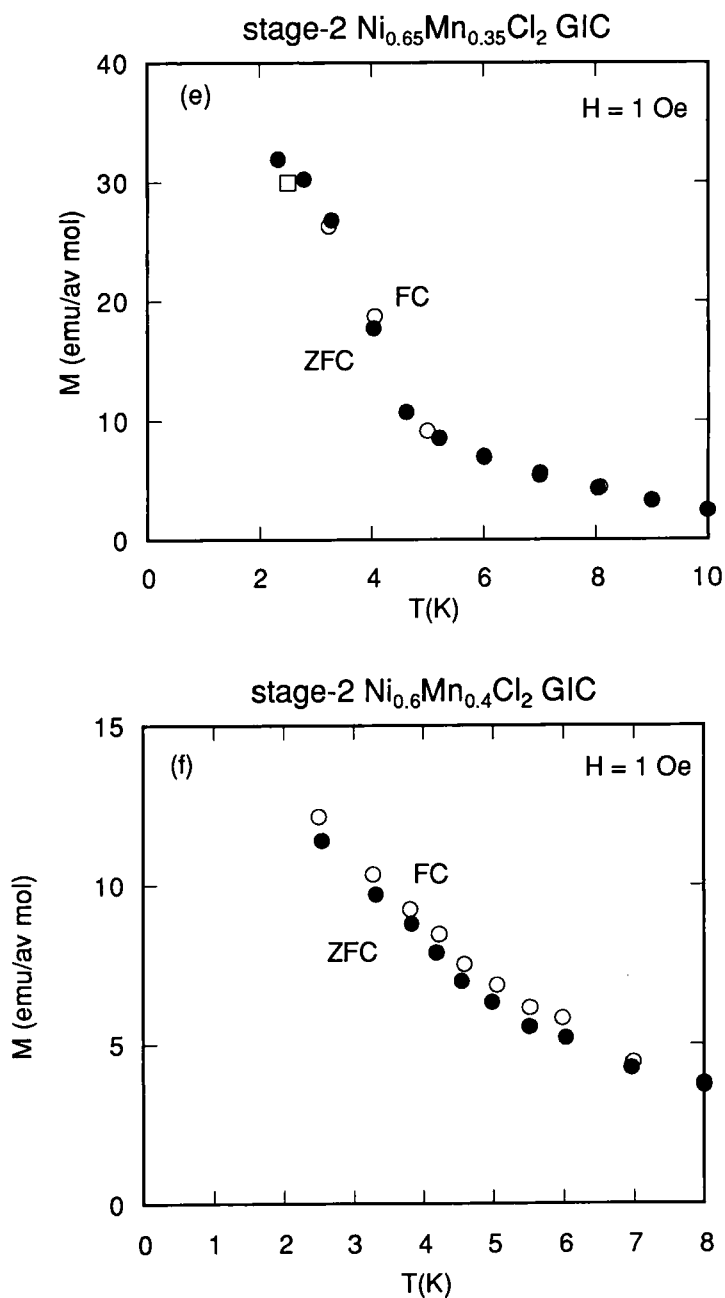 stage-2 Ni0.65Mn0.35Cl2 GIC
(e)
H = 1 Oe
40
30
20
10
0
M (emu/av mol)
FC
ZFC
0 2 4 6 8 10
T(K)
stage-2 Ni0.6Mn0.4Cl2 GIC
(f)
H = 1 Oe
15
10
5
0
M (emu/av mol)
FC
ZFC
0 1 2 3 4 5 6 7 8
T(K)